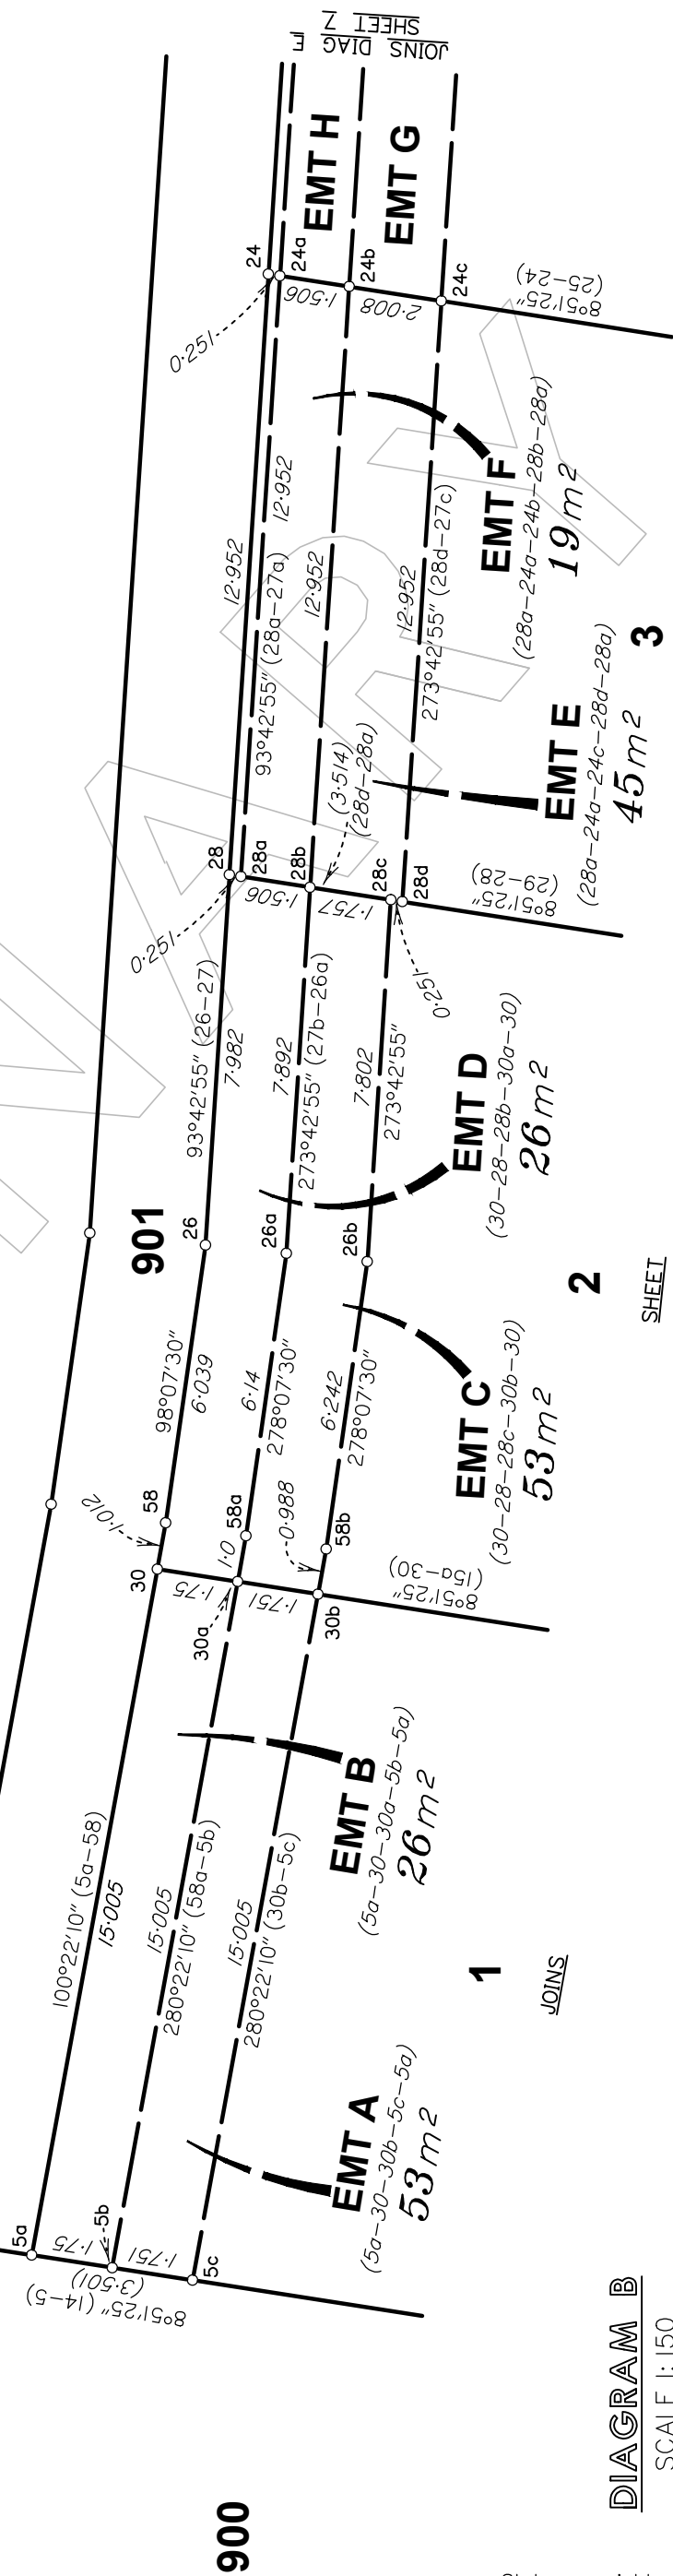 JOINS DIAG E
SHEET 7
EMT H
EMT G
24
24a
24b
24c
0·251
1·506
2·008
8°51'25"
(25-24)
12·952
93°42'55" (28a-27a)
12·952
12·952
12·952
273°42'55" (28d-27c)
EMT F
(28a-24a-24b-28b-28a)
19 m²
EMT E
(28a-24a-24c-28d-28a)
45 m²
3
28
28a
28b
28c
28d
0·251
1·506
1·757
(3·514)
(28d-28a)
0·251
8°51'25"
(29-28)
93°42'55" (26-27)
7·982
7·892
273°42'55" (27b-26a)
7·802
273°42'55"
EMT D
(30-28-28b-30a-30)
26 m²
901
26
26a
26b
2
SHEET
98°07'30"
6·039
6·14
278°07'30"
6·242
278°07'30"
EMT C
(30-28-28c-30b-30)
53 m²
1·012
58
58a
58b
1·0
0·988
30
30a
30b
1·75
1·751
8°51'25"
(15a-30)
100°22'10" (5a-58)
15·005
15·005
280°22'10" (58a-5b)
15·005
280°22'10" (30b-5c)
EMT B
(5a-30-30a-5b-5a)
26 m²
1
JOINS
EMT A
(5a-30-30b-5c-5a)
53 m²
5a
5b
5c
1·75
1·751
(3·501)
8°51'25" (14-5)
900
DIAGRAM B
SCALE 1:150